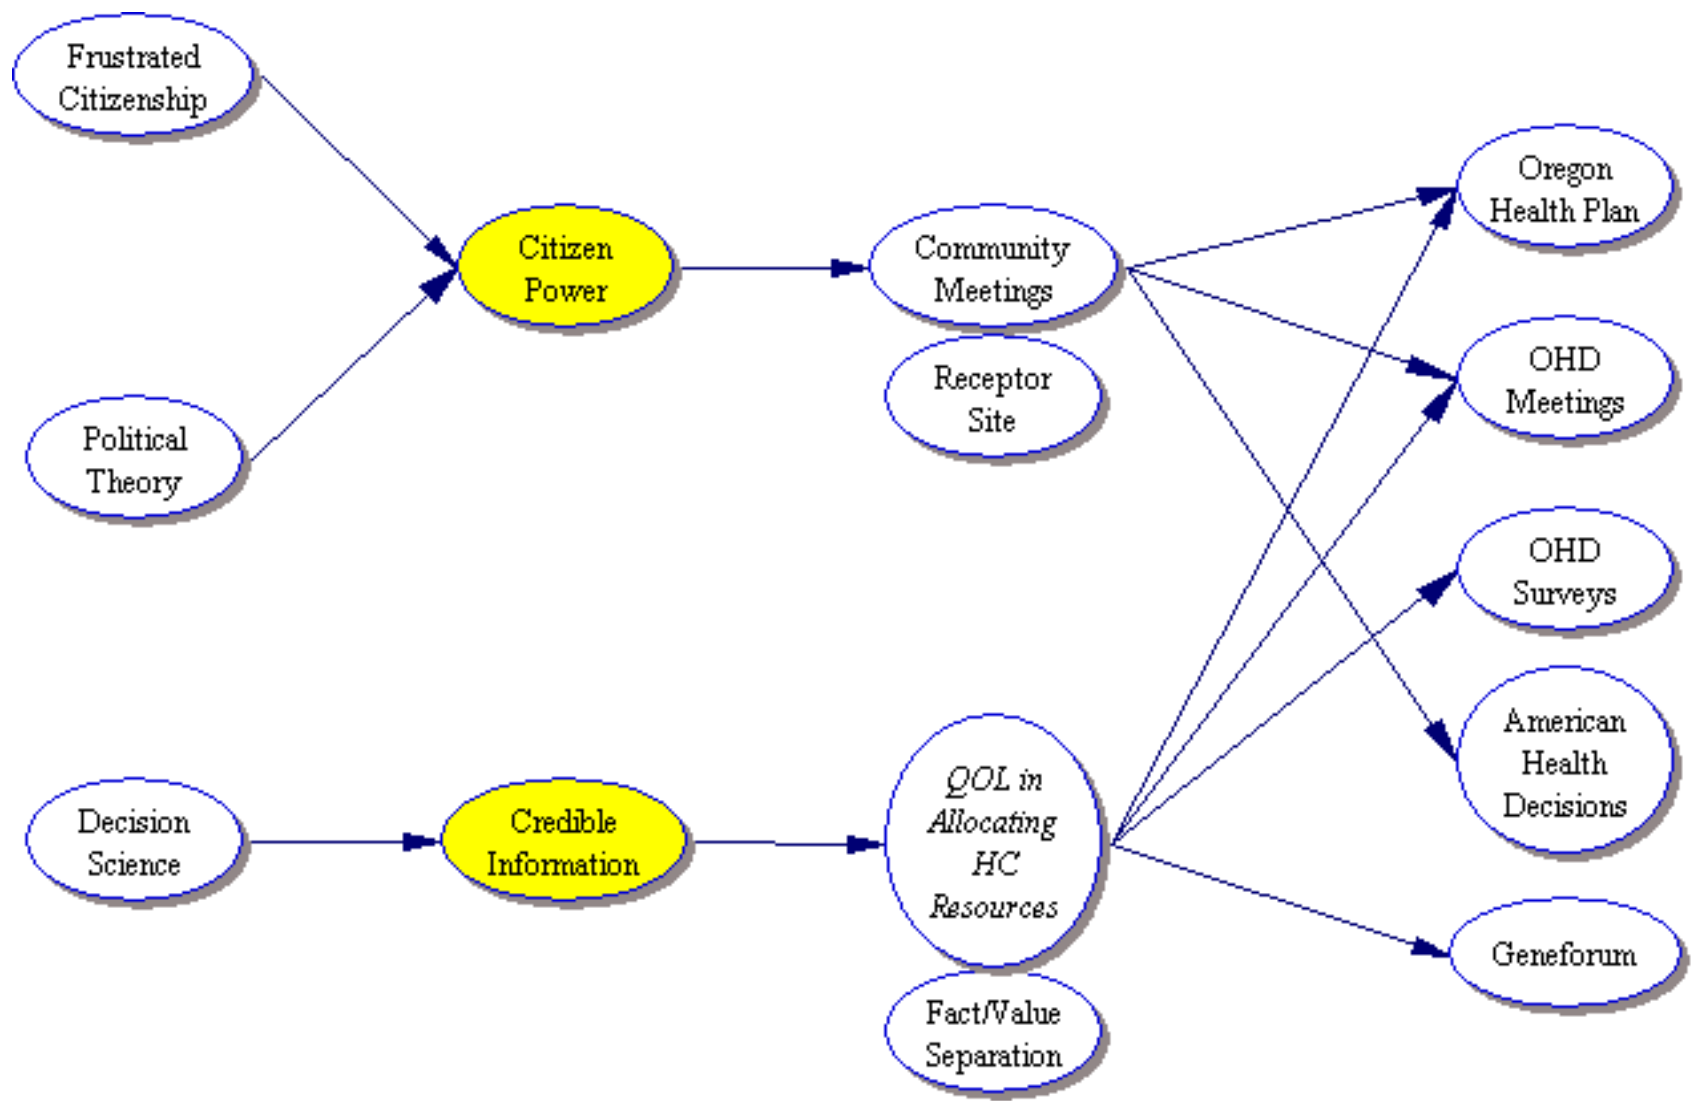 Frustrated
Citizenship
Political
Theory
Decision
Science
Citizen
Power
Credible
Information
Community
Meetings
Receptor
Site
QOL in
Allocating
HC
Resources
Fact/Value
Separation
Oregon
Health Plan
OHD
Meetings
OHD
Surveys
American
Health
Decisions
Geneforum